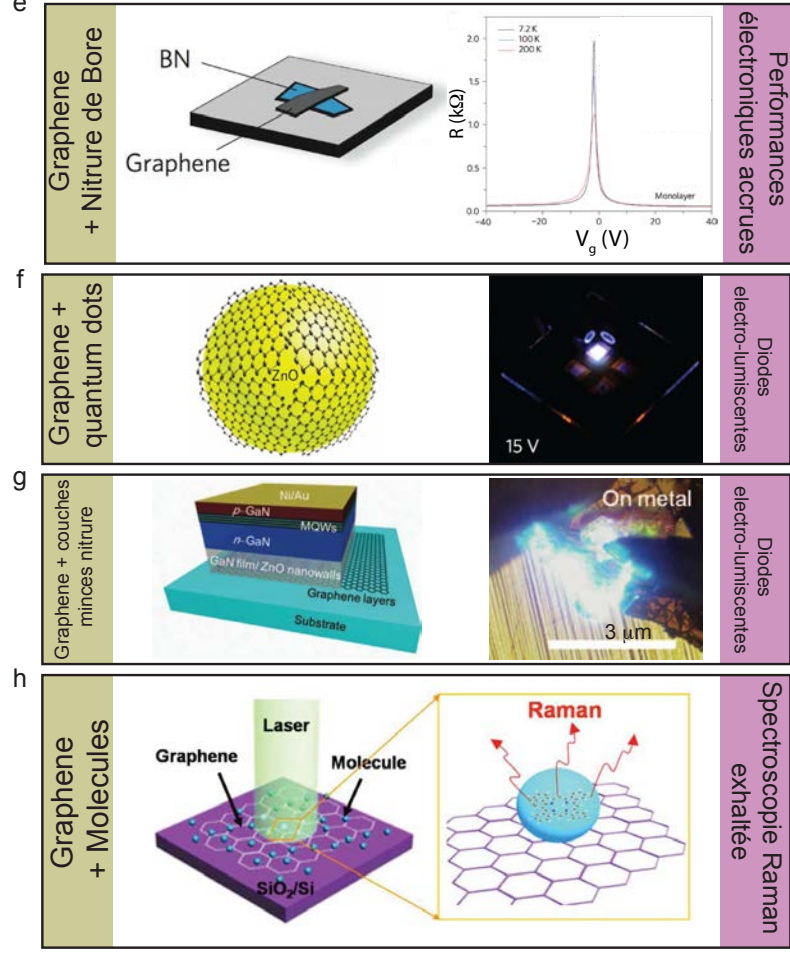 e
Graphene
+ Nitrure de Bore
BN
Graphene
R (kΩ)
2.0
1.5
1.0
0.5
0.0
7.2 K
100 K
200 K
Monolayer
-40
-20
0
20
40
Vg (V)
Performances
électroniques accrues
f
Graphene +
quantum dots
ZnO
15 V
Diodes
electro-lumiscentes
g
Graphene + couches
minces nitrure
Ni/Au
p-GaN
MQWs
n-GaN
GaN film/ ZnO nanowalls
Graphene layers
Substrate
On metal
3 μm
Diodes
electro-lumiscentes
h
Graphene
+ Molecules
Laser
Graphene
Molecule
SiO2/Si
Raman
Spectroscopie Raman
exhaltée